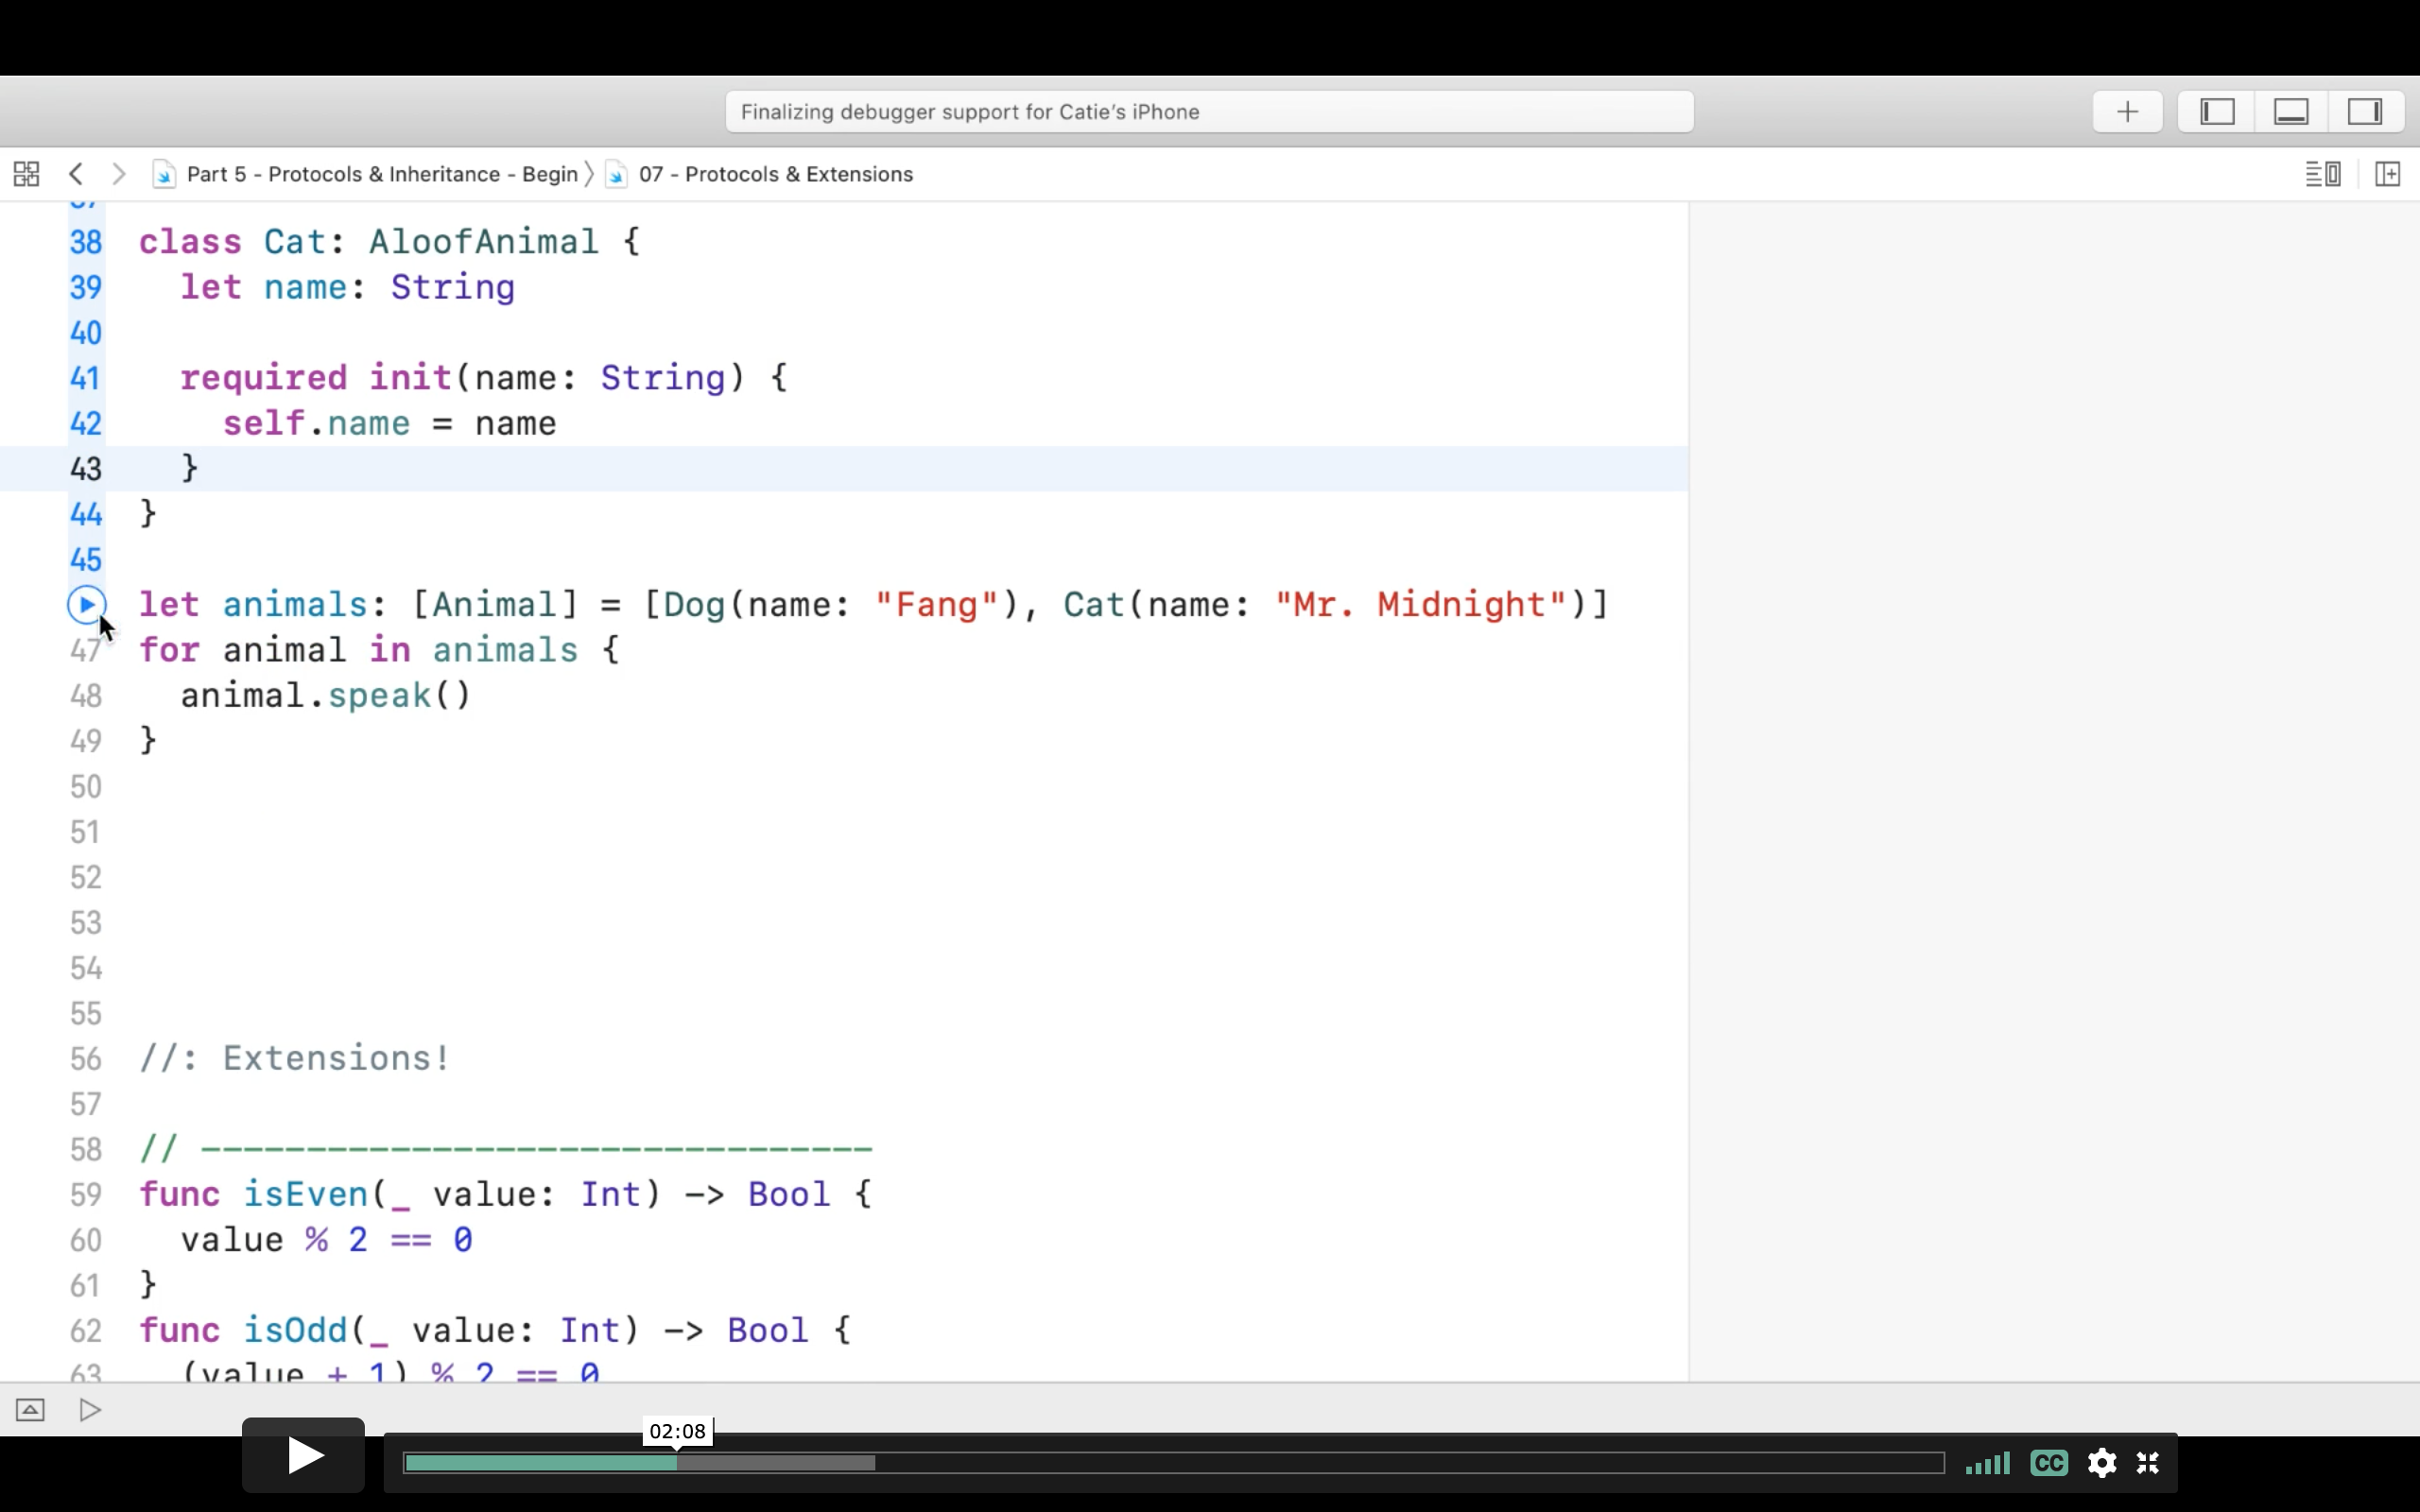 Finalizing debugger support for Catie's iPhone
Part 5 - Protocols & Inheritance - Begin 〉 07 - Protocols & Extensions
37
38 class Cat: AloofAnimal {
39   let name: String
40
41   required init(name: String) {
42     self.name = name
43   }
44 }
45
let animals: [Animal] = [Dog(name: "Fang"), Cat(name: "Mr. Midnight")]
47 for animal in animals {
48   animal.speak()
49 }
50
51
52
53
54
55
56 //: Extensions!
57
58 // --------------------------------
59 func isEven(_ value: Int) -> Bool {
60   value % 2 == 0
61 }
62 func isOdd(_ value: Int) -> Bool {
63   (value + 1) % 2 == 0
02:08
CC